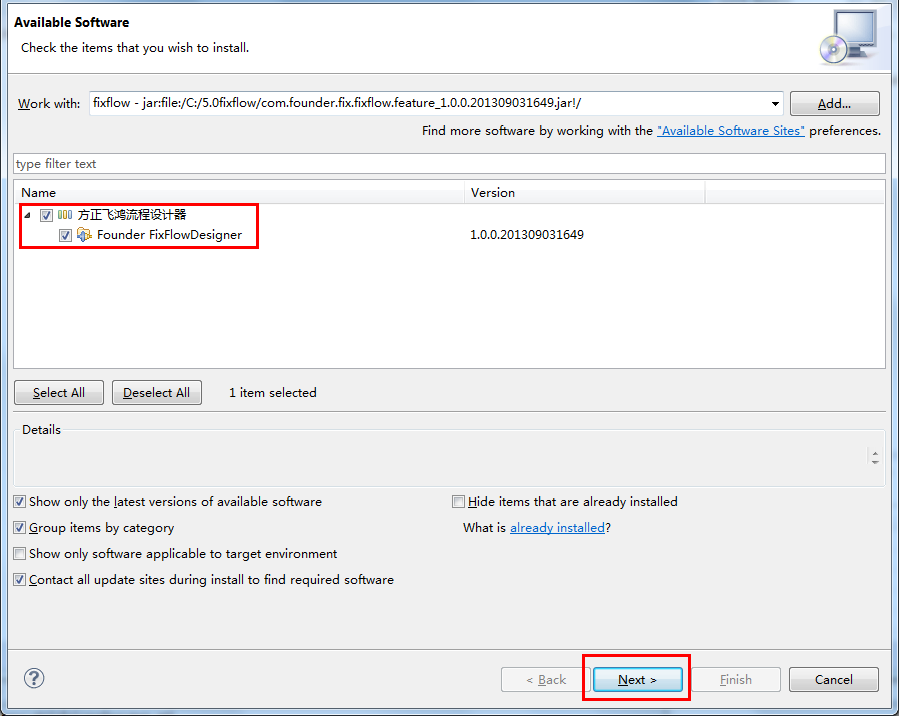 Available Software
Check the items that you wish to install.
Work with: fixflow - jar:file:/C:/5.0fixflow/com.founder.fix.fixflow.feature_1.0.0.201309031649.jar!/ Add...
Find more software by working with the "Available Software Sites" preferences.
type filter text
Name Version
方正飞鸿流程设计器
Founder FixFlowDesigner 1.0.0.201309031649
Select All Deselect All 1 item selected
Details
Show only the latest versions of available software Hide items that are already installed
Group items by category What is already installed?
Show only software applicable to target environment
Contact all update sites during install to find required software
? < Back Next > Finish Cancel